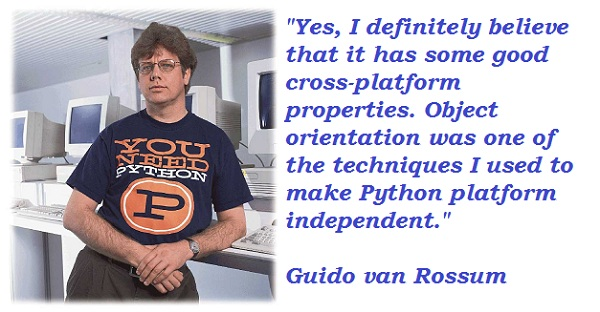 YOU
NEED
PYTHON
P
"Yes, I definitely believe
that it has some good
cross-platform
properties. Object
orientation was one of
the techniques I used to
make Python platform
independent."
Guido van Rossum